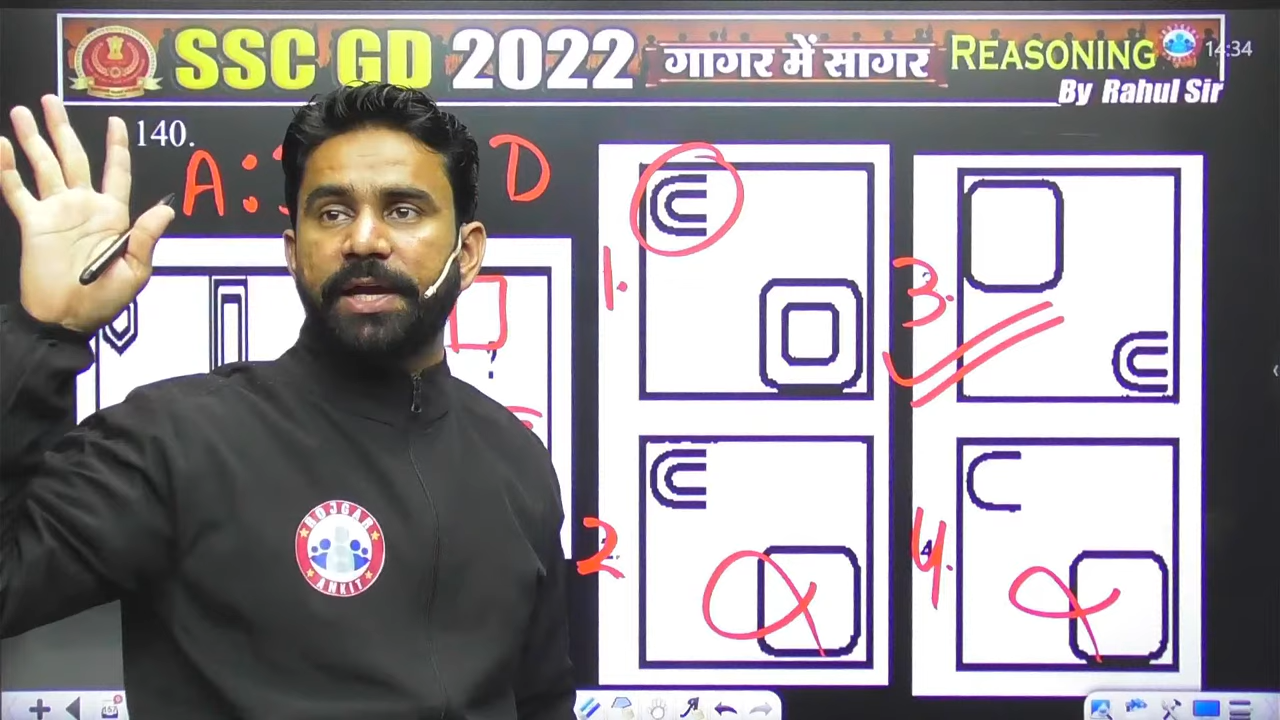 SSC GD 2022 गागर में सागर REASONING 14:34
By Rahul Sir
140.
A: D
?
1.
3.
2
4.
ROJGAR
ANKIT